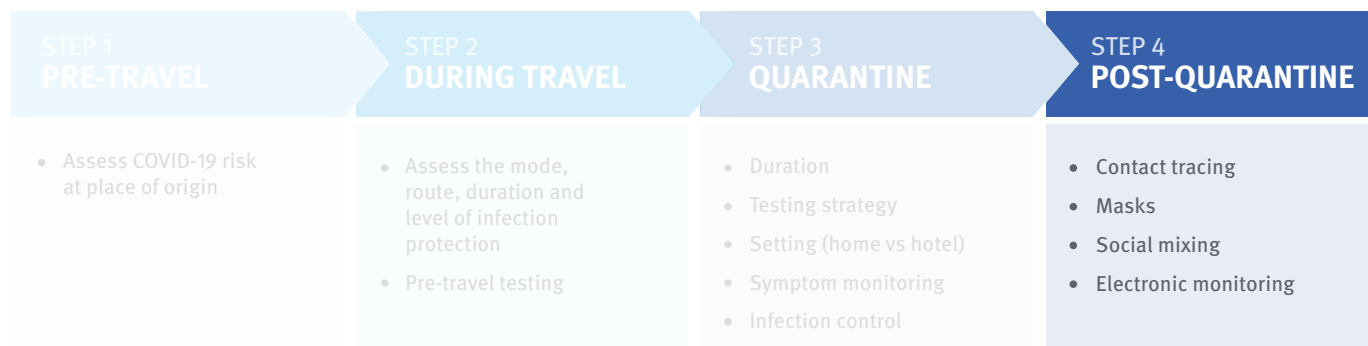 STEP 1
PRE-TRAVEL
• Assess COVID-19 risk
at place of origin
STEP 2
DURING TRAVEL
• Assess the mode,
route, duration and
level of infection
protection
• Pre-travel testing
STEP 3
QUARANTINE
• Duration
• Testing strategy
• Setting (home vs hotel)
• Symptom monitoring
• Infection control
STEP 4
POST-QUARANTINE
• Contact tracing
• Masks
• Social mixing
• Electronic monitoring